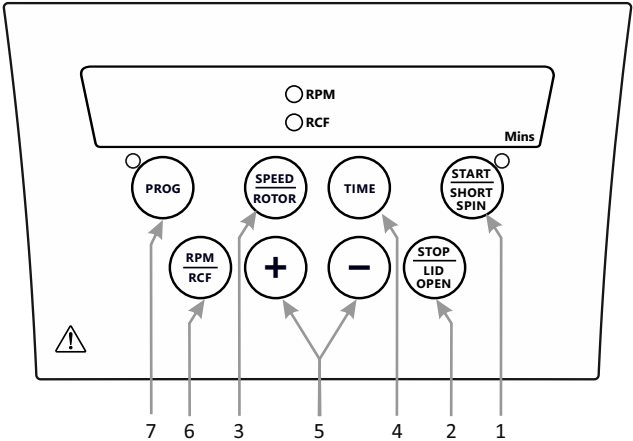 RPM
RCF
Mins
PROG
SPEED
ROTOR
TIME
START
SHORT
SPIN
RPM
RCF
+
−
STOP
LID
OPEN
7 6 3 5 4 2 1